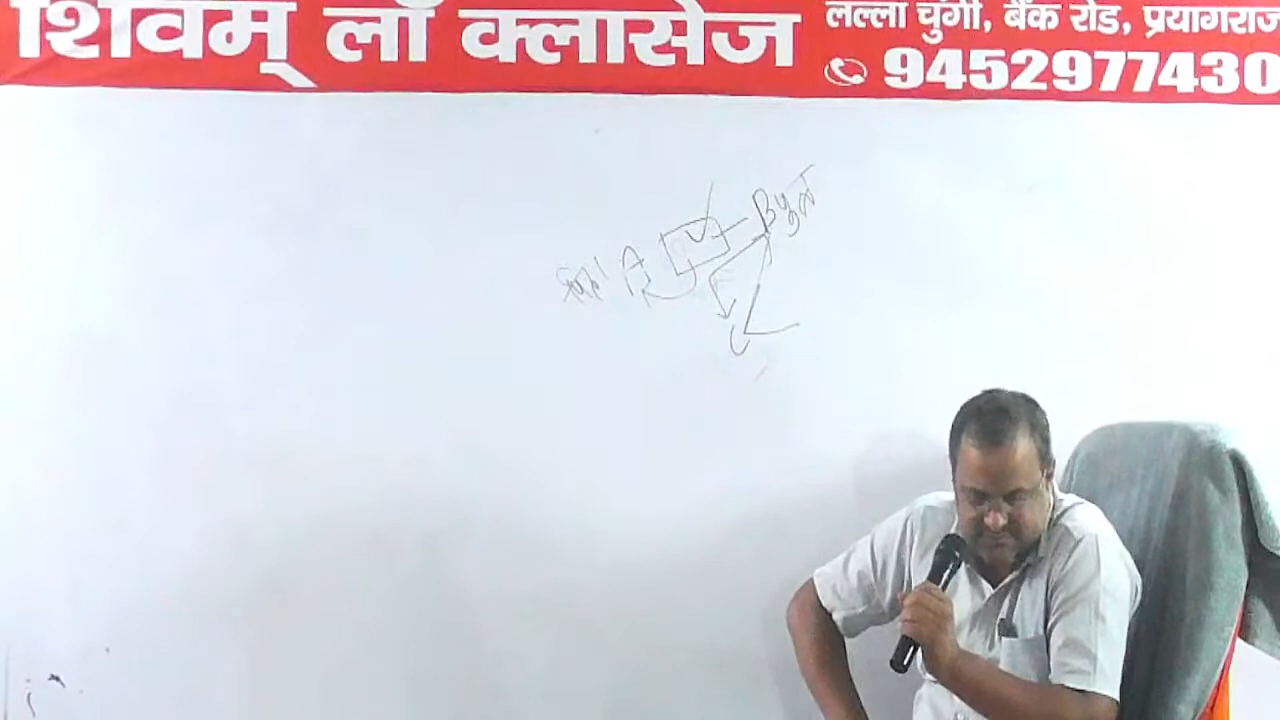 शिवम् लॉ क्लासेज
लल्ला चुंगी, बैंक रोड, प्रयागराज
9452977430
A
B
C